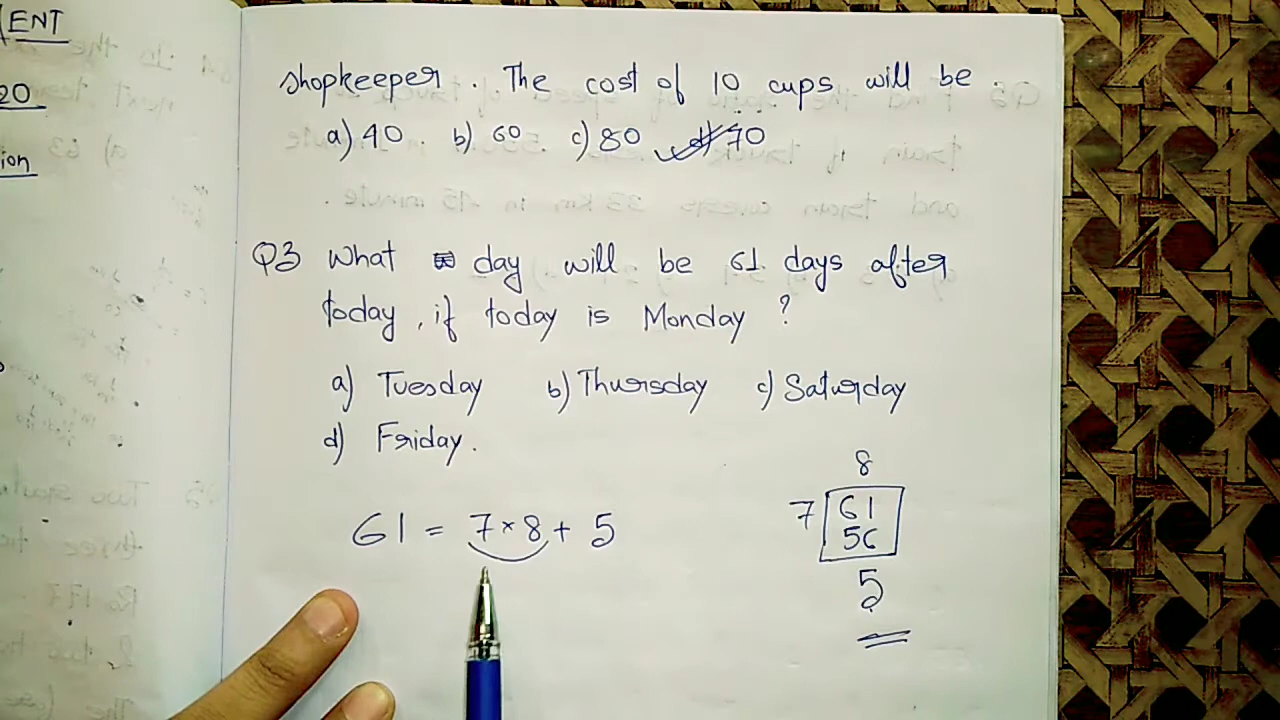 ENT
20
ion
shopkeeper. The cost of 10 cups will be
a) 40 b) 60. c) 80 d) 70
Q3 What day will be 61 days after
today, if today is Monday ?
a) Tuesday b) Thursday c) Saturday
d) Friday.
61 = 7 × 8 + 5
8
7 61
56
5